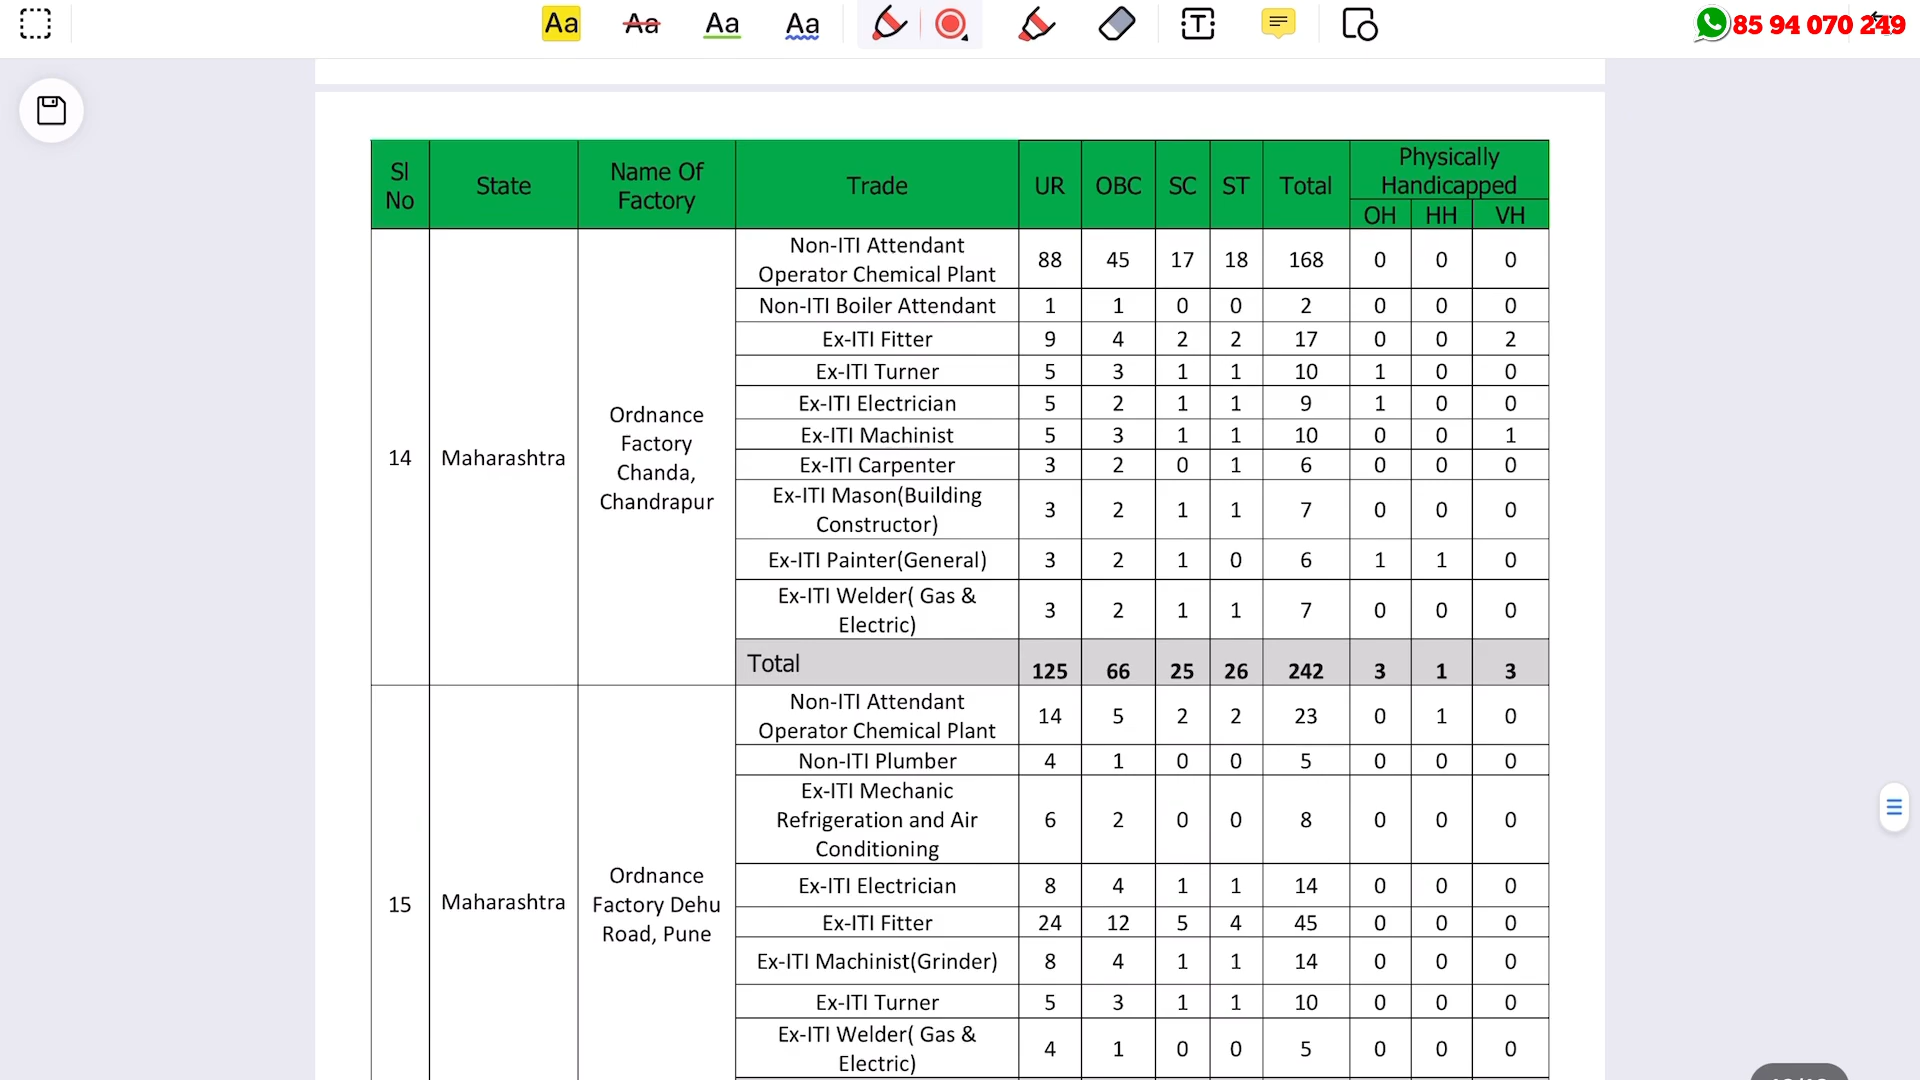 Aa Aa Aa Aa T
85 94 070 249
Sl No State Name Of Factory Trade UR OBC SC ST Total Physically Handicapped
OH HH VH
Non-ITI Attendant Operator Chemical Plant 88 45 17 18 168 0 0 0
Non-ITI Boiler Attendant 1 1 0 0 2 0 0 0
Ex-ITI Fitter 9 4 2 2 17 0 0 2
Ex-ITI Turner 5 3 1 1 10 1 0 0
Ex-ITI Electrician 5 2 1 1 9 1 0 0
14 Maharashtra Ordnance Factory Chanda, Chandrapur
Ex-ITI Machinist 5 3 1 1 10 0 0 1
Ex-ITI Carpenter 3 2 0 1 6 0 0 0
Ex-ITI Mason(Building Constructor) 3 2 1 1 7 0 0 0
Ex-ITI Painter(General) 3 2 1 0 6 1 1 0
Ex-ITI Welder( Gas & Electric) 3 2 1 1 7 0 0 0
Total 125 66 25 26 242 3 1 3
Non-ITI Attendant Operator Chemical Plant 14 5 2 2 23 0 1 0
Non-ITI Plumber 4 1 0 0 5 0 0 0
Ex-ITI Mechanic Refrigeration and Air Conditioning 6 2 0 0 8 0 0 0
15 Maharashtra Ordnance Factory Dehu Road, Pune
Ex-ITI Electrician 8 4 1 1 14 0 0 0
Ex-ITI Fitter 24 12 5 4 45 0 0 0
Ex-ITI Machinist(Grinder) 8 4 1 1 14 0 0 0
Ex-ITI Turner 5 3 1 1 10 0 0 0
Ex-ITI Welder( Gas & Electric) 4 1 0 0 5 0 0 0